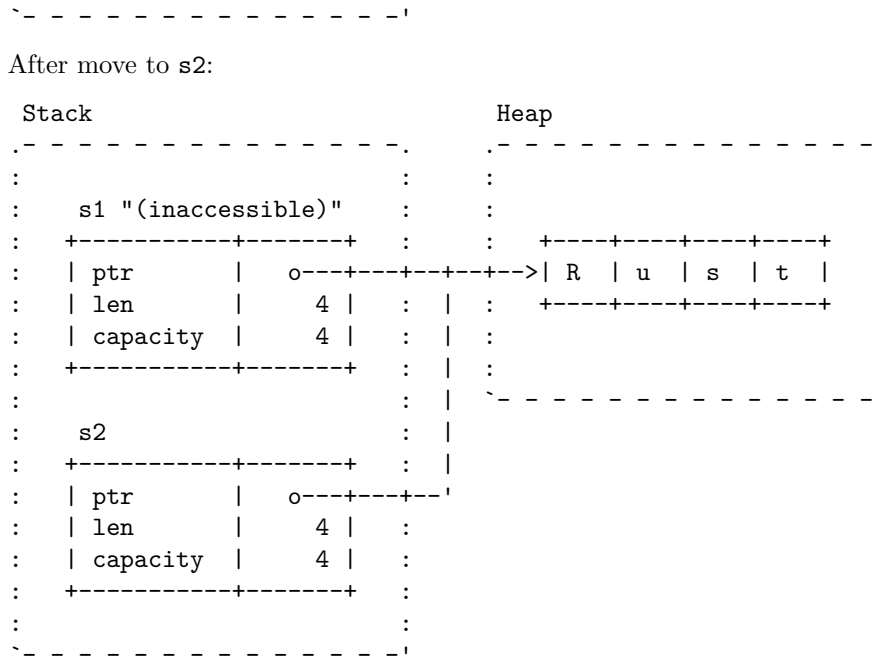 `- - - - - - - - - - - - - -'
After move to s2:
 Stack                             Heap
.- - - - - - - - - - - - - -.     .- - - - - - - - - - - - - -
:                           :     :
:    s1 "(inaccessible)"    :     :
:   +-----------+-------+   :     :   +----+----+----+----+
:   | ptr       |   o---+---+--+--+-->| R  | u  | s  | t  |
:   | len       |     4 |   :  |  :   +----+----+----+----+
:   | capacity  |     4 |   :  |  :
:   +-----------+-------+   :  |  :
:                           :  |  `- - - - - - - - - - - - - -
:    s2                     :  |
:   +-----------+-------+   :  |
:   | ptr       |   o---+---+--'
:   | len       |     4 |   :
:   | capacity  |     4 |   :
:   +-----------+-------+   :
:                           :
`- - - - - - - - - - - - - -'